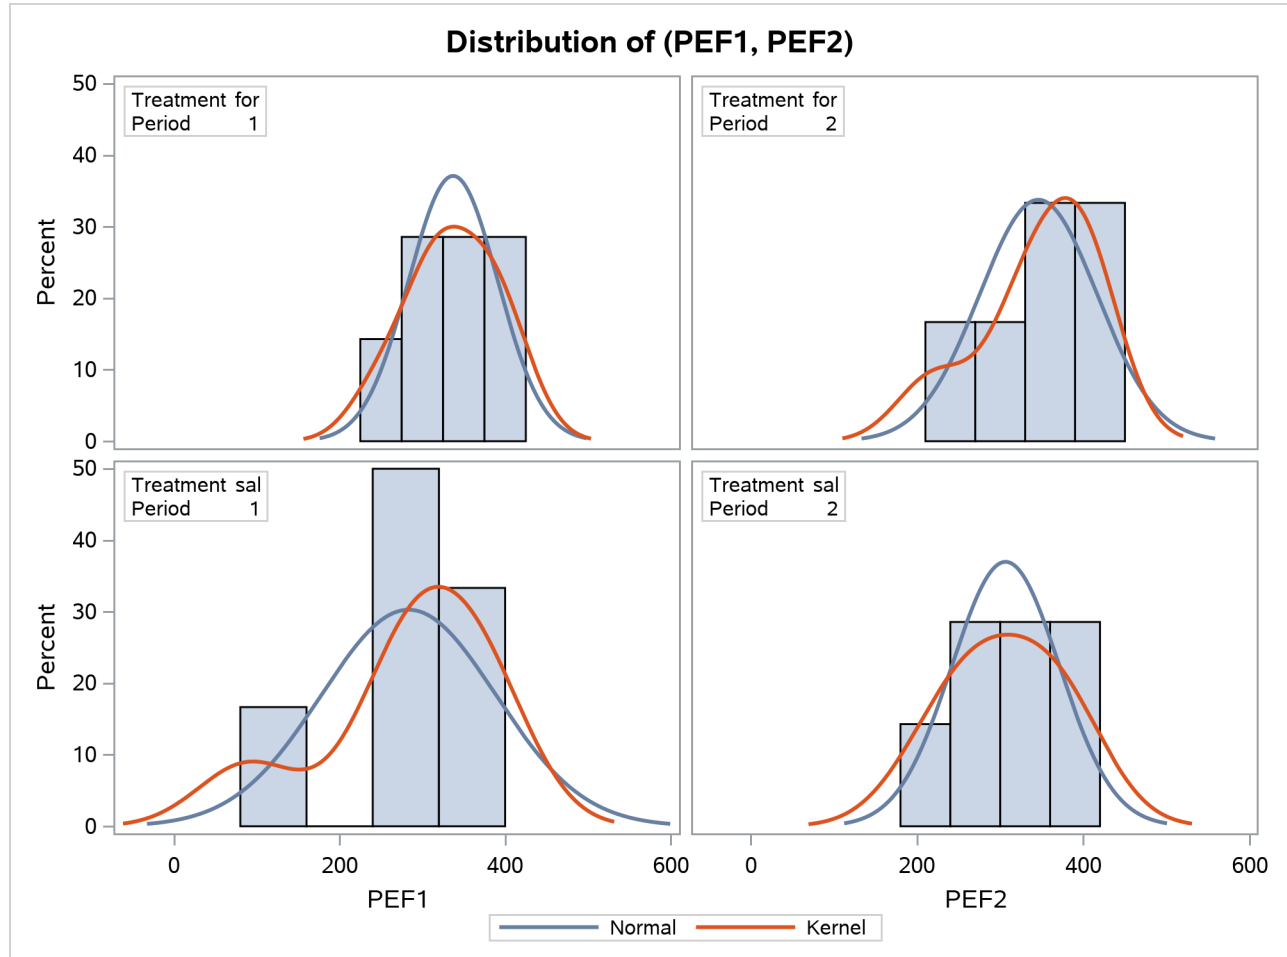 Distribution of (PEF1, PEF2)
Treatment for
Period 1
Treatment for
Period 2
50
40
30
20
10
0
Percent
Treatment sal
Period 1
Treatment sal
Period 2
50
40
30
20
10
0
Percent
0 200 400 600
0 200 400 600
PEF1
PEF2
Normal Kernel